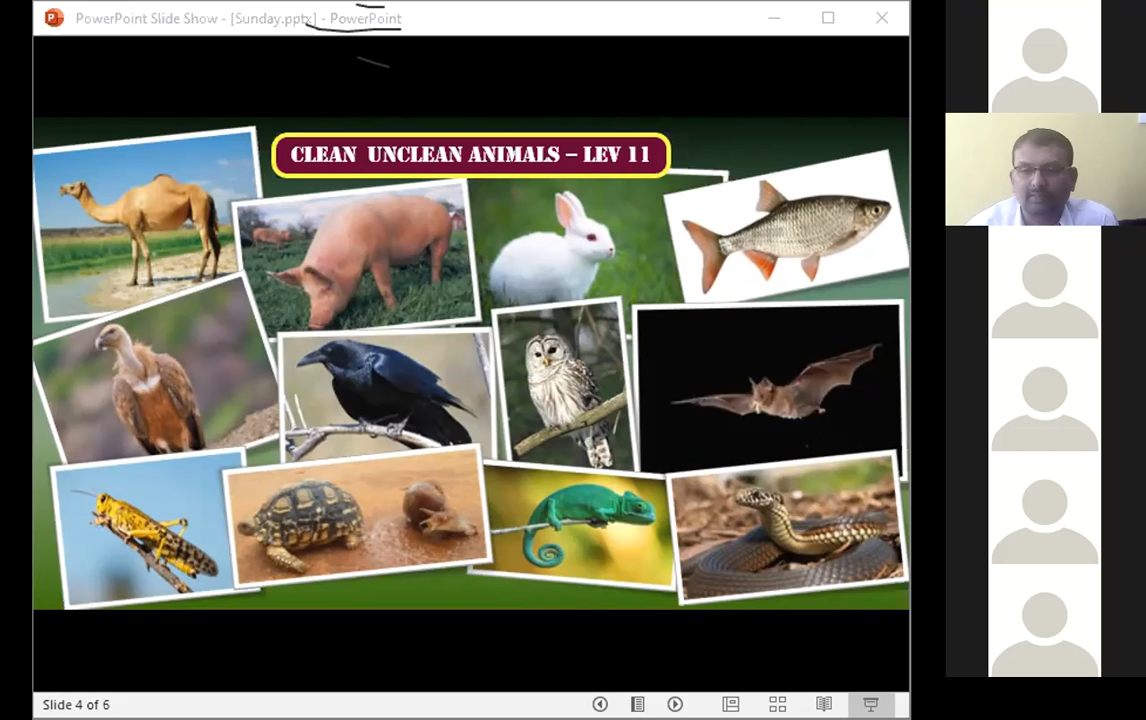 PowerPoint Slide Show - [Sunday.pptx] - PowerPoint
CLEAN UNCLEAN ANIMALS – LEV 11
Slide 4 of 6